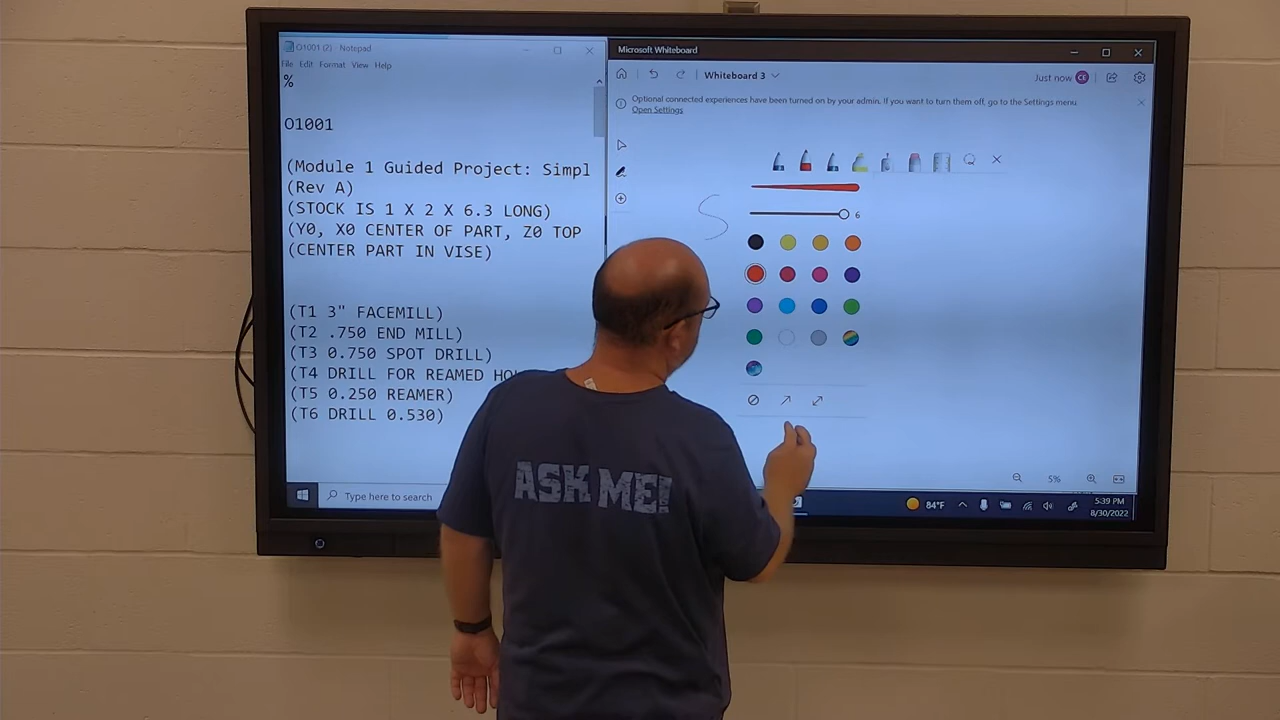 O1001 (2) - Notepad
File Edit Format View Help
%
O1001
(Module 1 Guided Project: Simpl
(Rev A)
(STOCK IS 1 X 2 X 6.3 LONG)
(Y0, X0 CENTER OF PART, Z0 TOP
(CENTER PART IN VISE)
(T1 3" FACEMILL)
(T2 .750 END MILL)
(T3 0.750 SPOT DRILL)
(T4 DRILL FOR REAMED HO
(T5 0.250 REAMER)
(T6 DRILL 0.530)
Type here to search
Microsoft Whiteboard
Whiteboard 3
Just now CE
Optional connected experiences have been turned on by your admin. If you want to turn them off, go to the Settings menu.
Open Settings
S
6
5%
84°F
5:39 PM
8/30/2022
ASK ME!